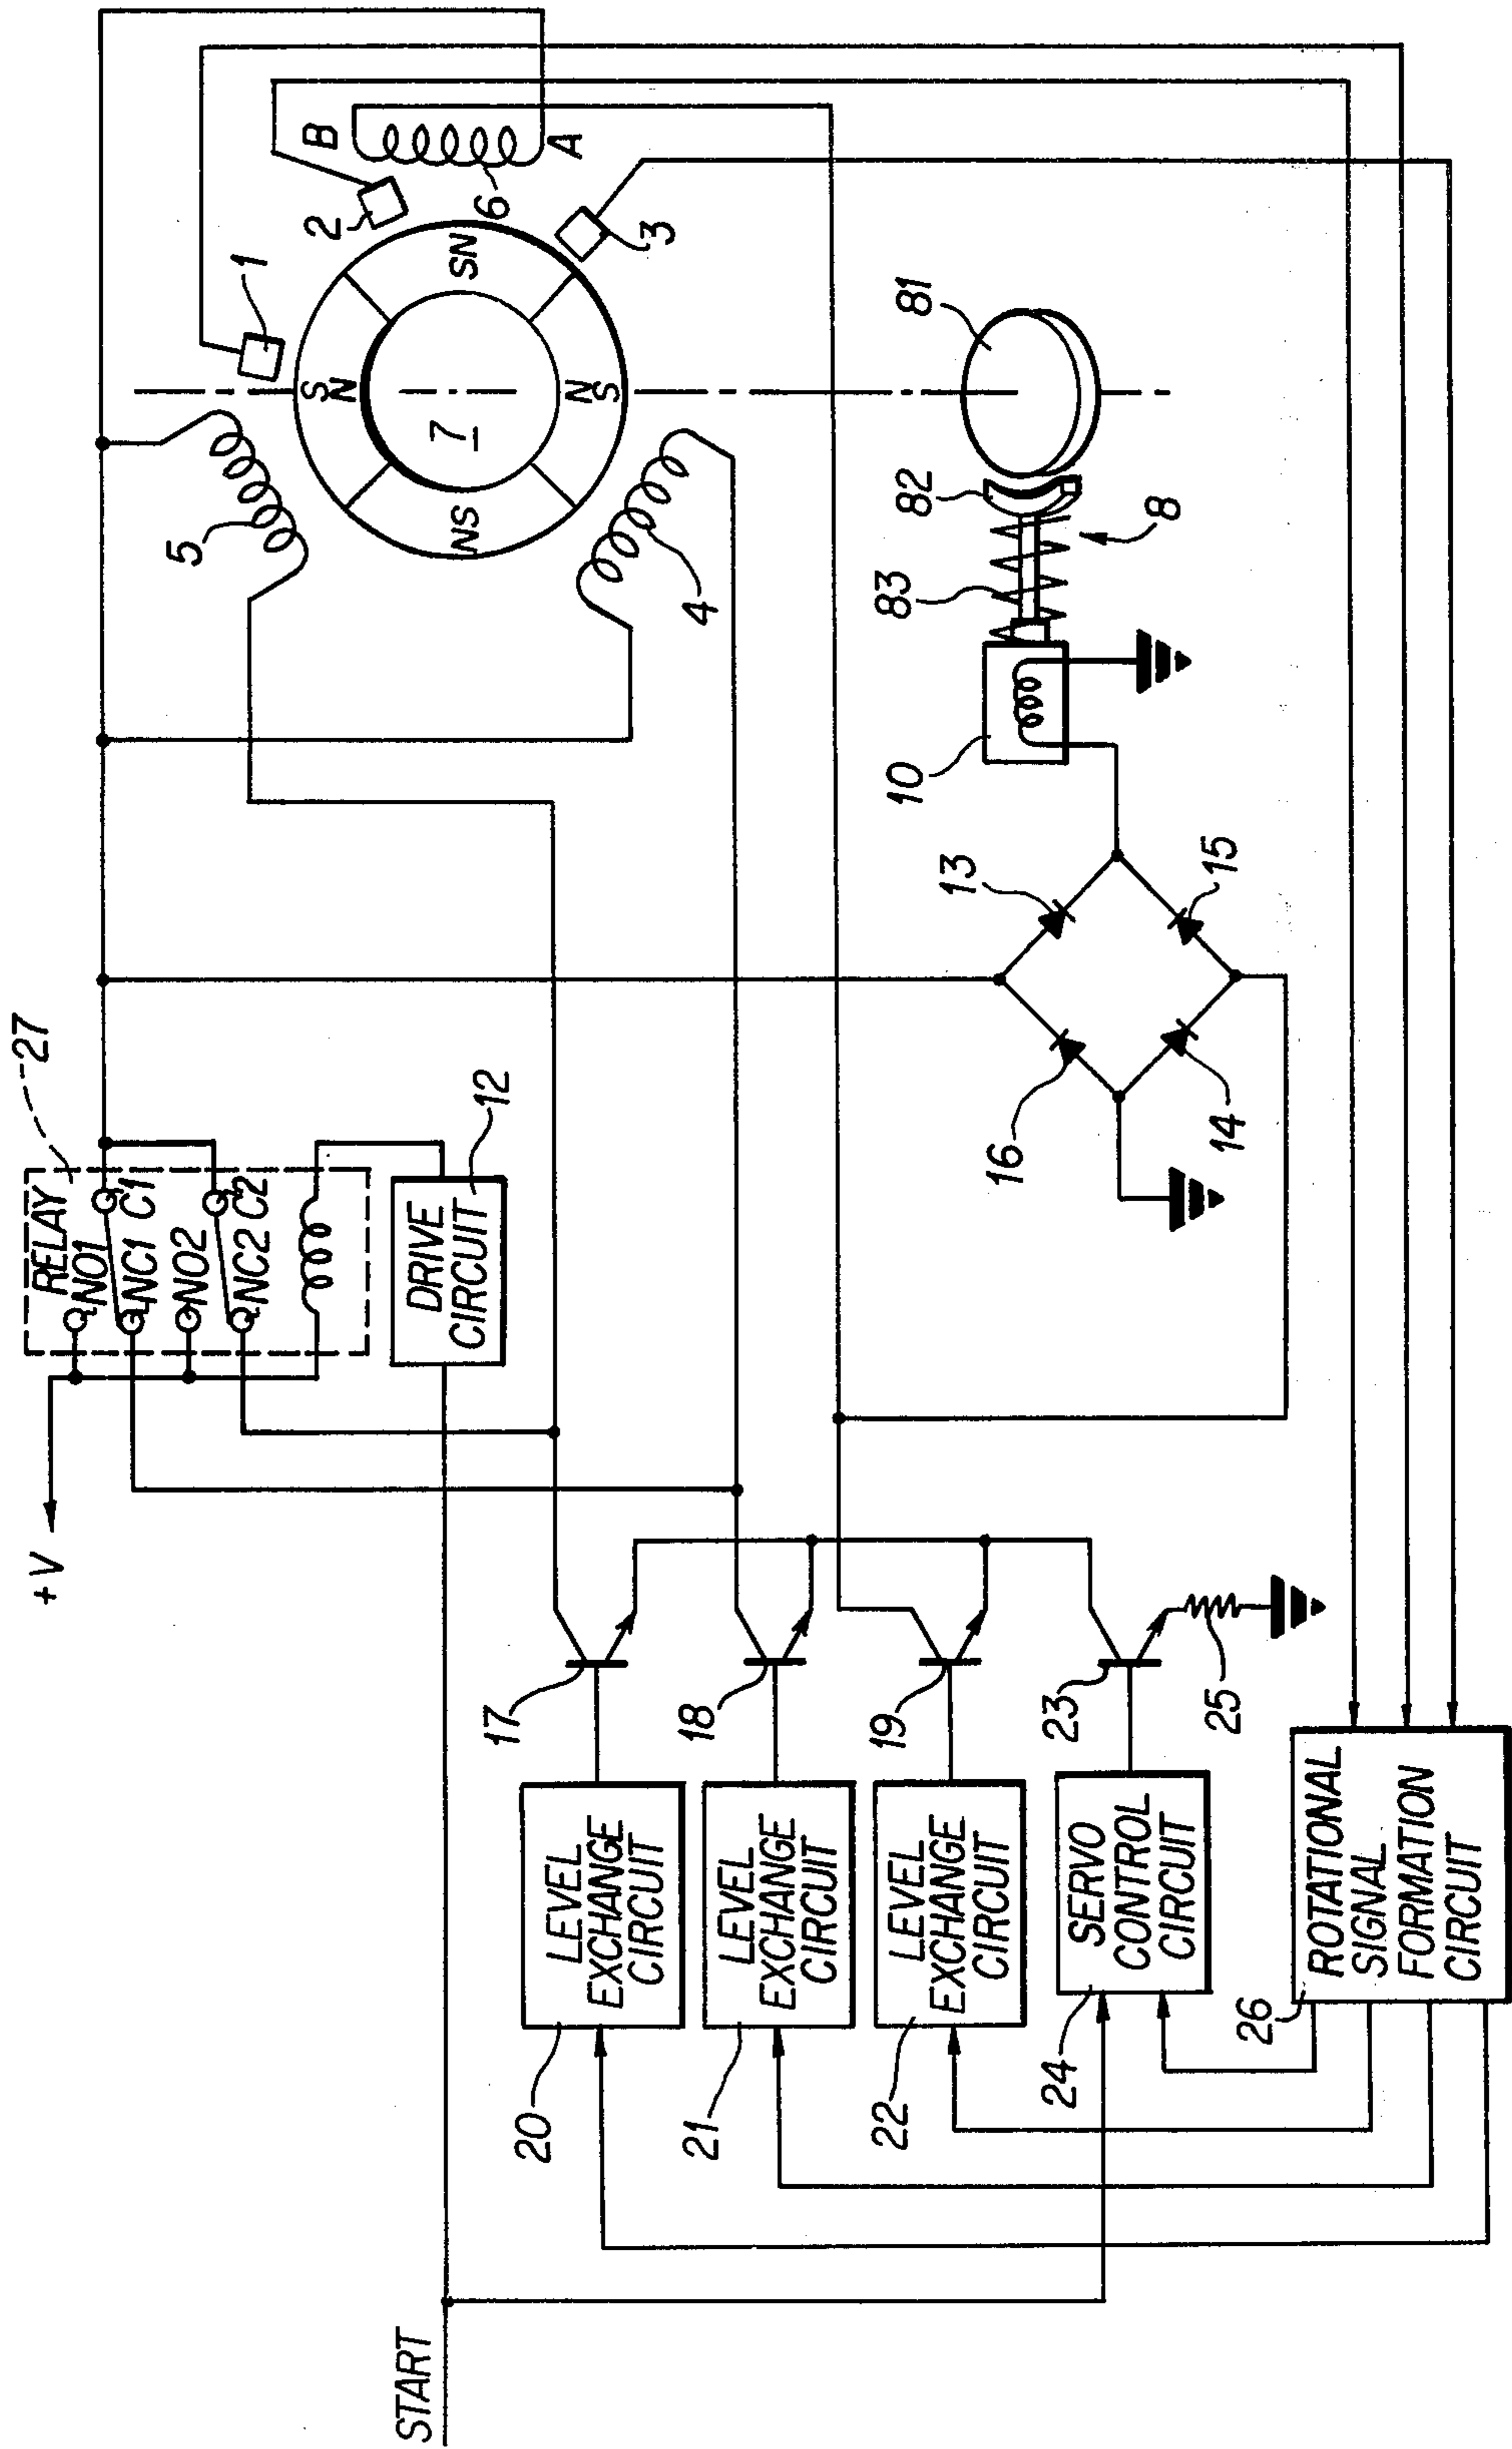 START
+V
RELAY
27
NO1
NC1
C1
NO2
NC2
C2
DRIVE
CIRCUIT
12
5
1
2
B
A
6
3
S
N
SN
N
S
NS
7
4
81
82
83
8
10
13
15
16
14
17
18
19
23
25
20
LEVEL
EXCHANGE
CIRCUIT
21
LEVEL
EXCHANGE
CIRCUIT
22
LEVEL
EXCHANGE
CIRCUIT
24
SERVO
CONTROL
CIRCUIT
26
ROTATIONAL
SIGNAL
FORMATION
CIRCUIT